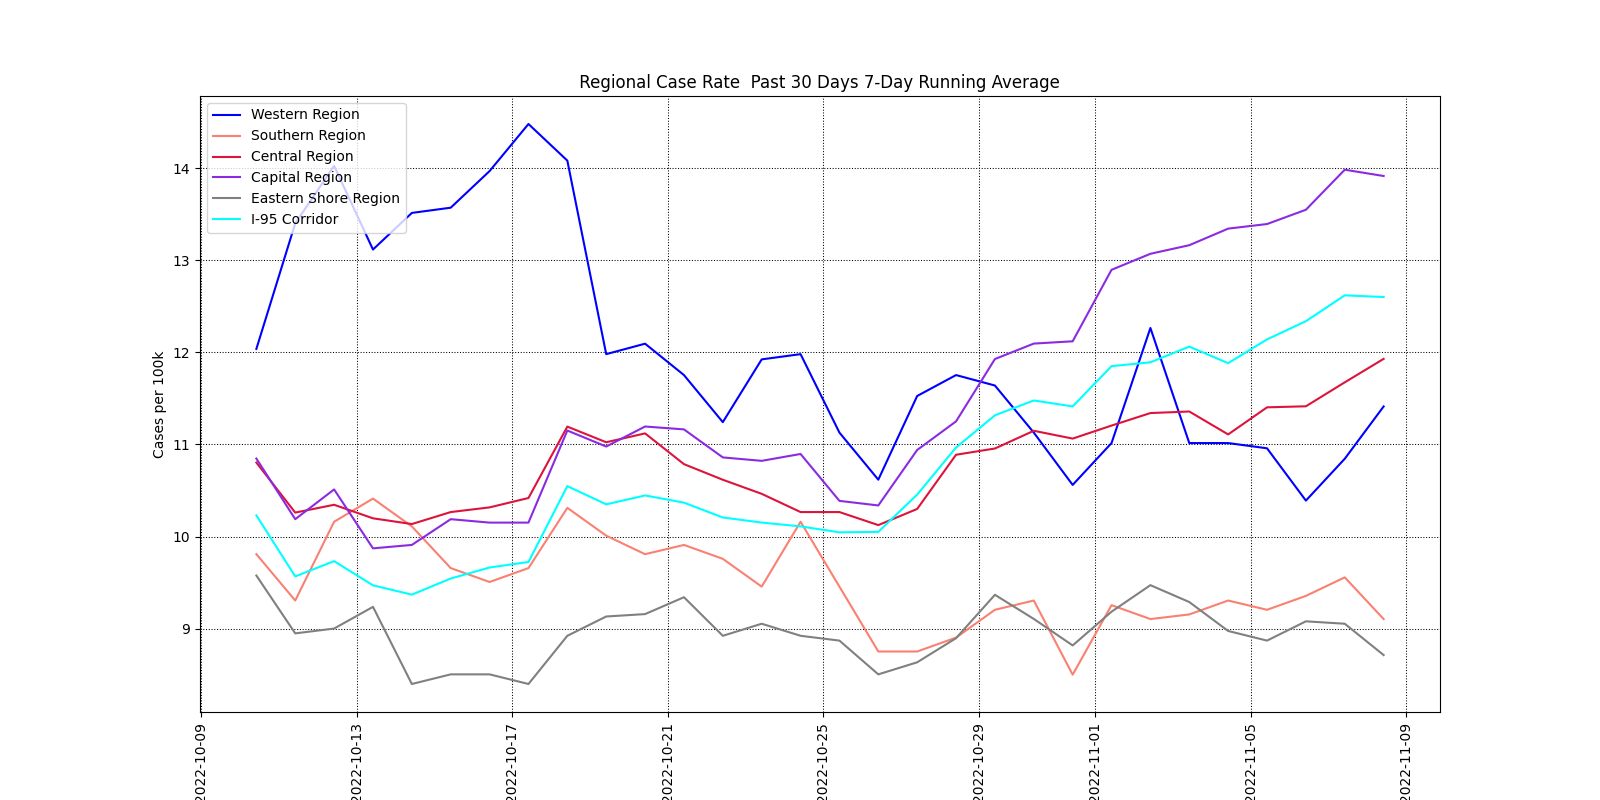 Regional Case Rate  Past 30 Days 7-Day Running Average
Western Region
Southern Region
Central Region
Capital Region
Eastern Shore Region
I-95 Corridor
Cases per 100k
14
13
12
11
10
9
2022-10-09
2022-10-13
2022-10-17
2022-10-21
2022-10-25
2022-10-29
2022-11-01
2022-11-05
2022-11-09